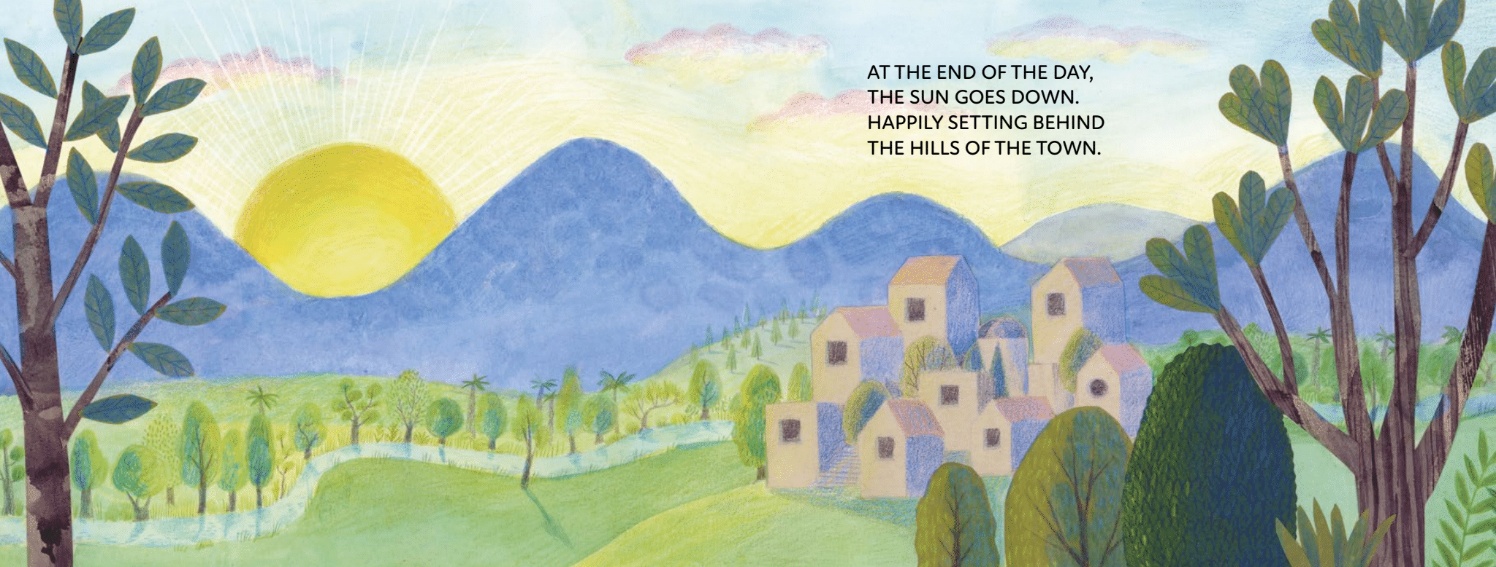 AT THE END OF THE DAY,
THE SUN GOES DOWN.
HAPPILY SETTING BEHIND
THE HILLS OF THE TOWN.